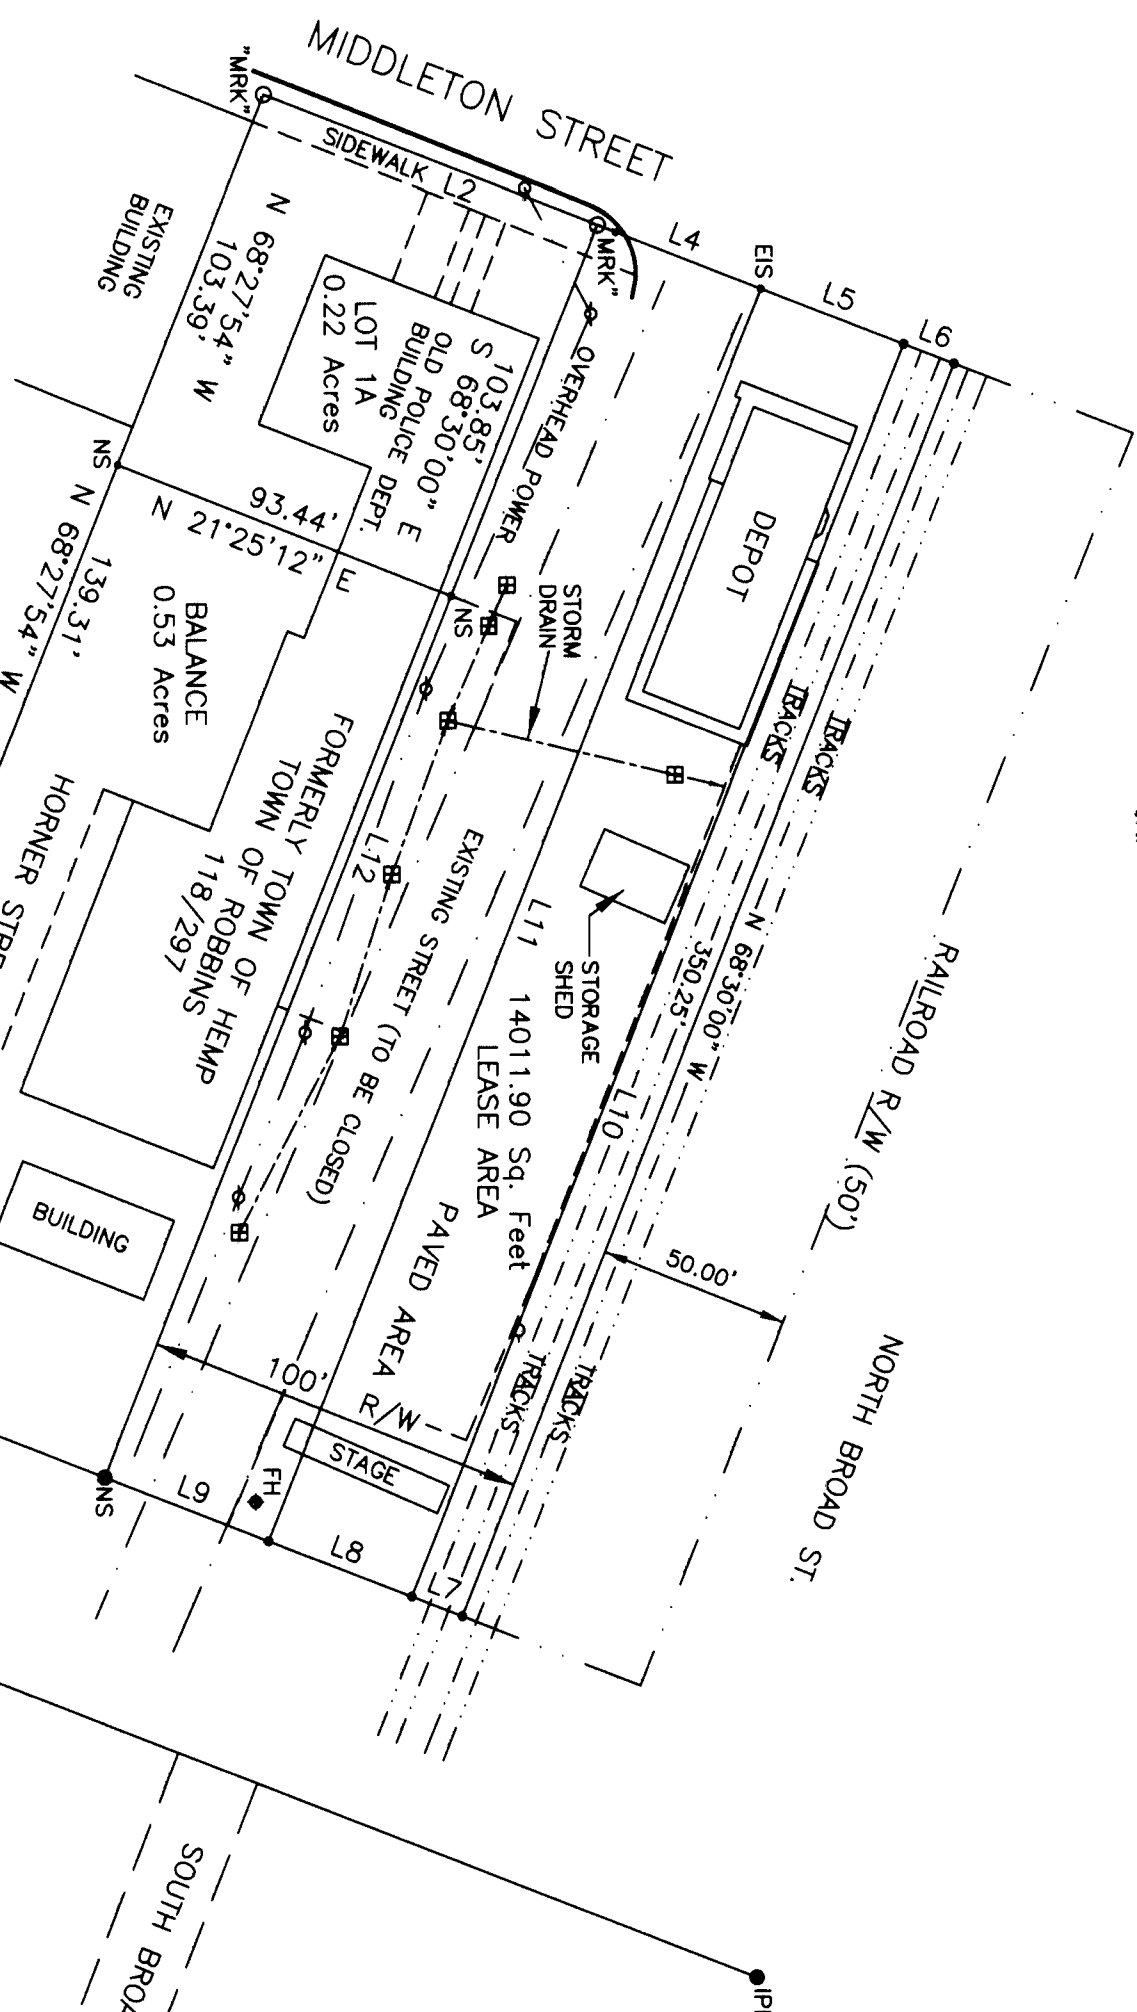 MIDDLETON STREET
"MRK"
SIDEWALK
L2
"MRK"
L4
EIS
L5
L6
EXISTING
BUILDING
N 68°27'54" W
103.39'
LOT 1A
0.22 Acres
OLD POLICE DEPT.
BUILDING
103.85'
S 68°30'00" E
OVERHEAD POWER
DEPOT
NS
93.44'
N 21°25'12" E
NS
STORM
DRAIN
TRACKS
TRACKS
139.31'
N 68°27'54" W
BALANCE
0.53 Acres
HORNER
FORMERLY TOWN OF HEMP
TOWN OF ROBBINS
118/297
L12
EXISTING STREET (TO BE CLOSED)
L11
STORAGE
SHED
14011.90 Sq. Feet
LEASE AREA
L10
N 68°30'00" W
350.25'
RAILROAD R/W (50')
50.00'
NORTH BROAD ST.
PAVED AREA
BUILDING
100'
R/W
STAGE
TRACKS
TRACKS
NS
L9
FH
L8
L7
SOUTH